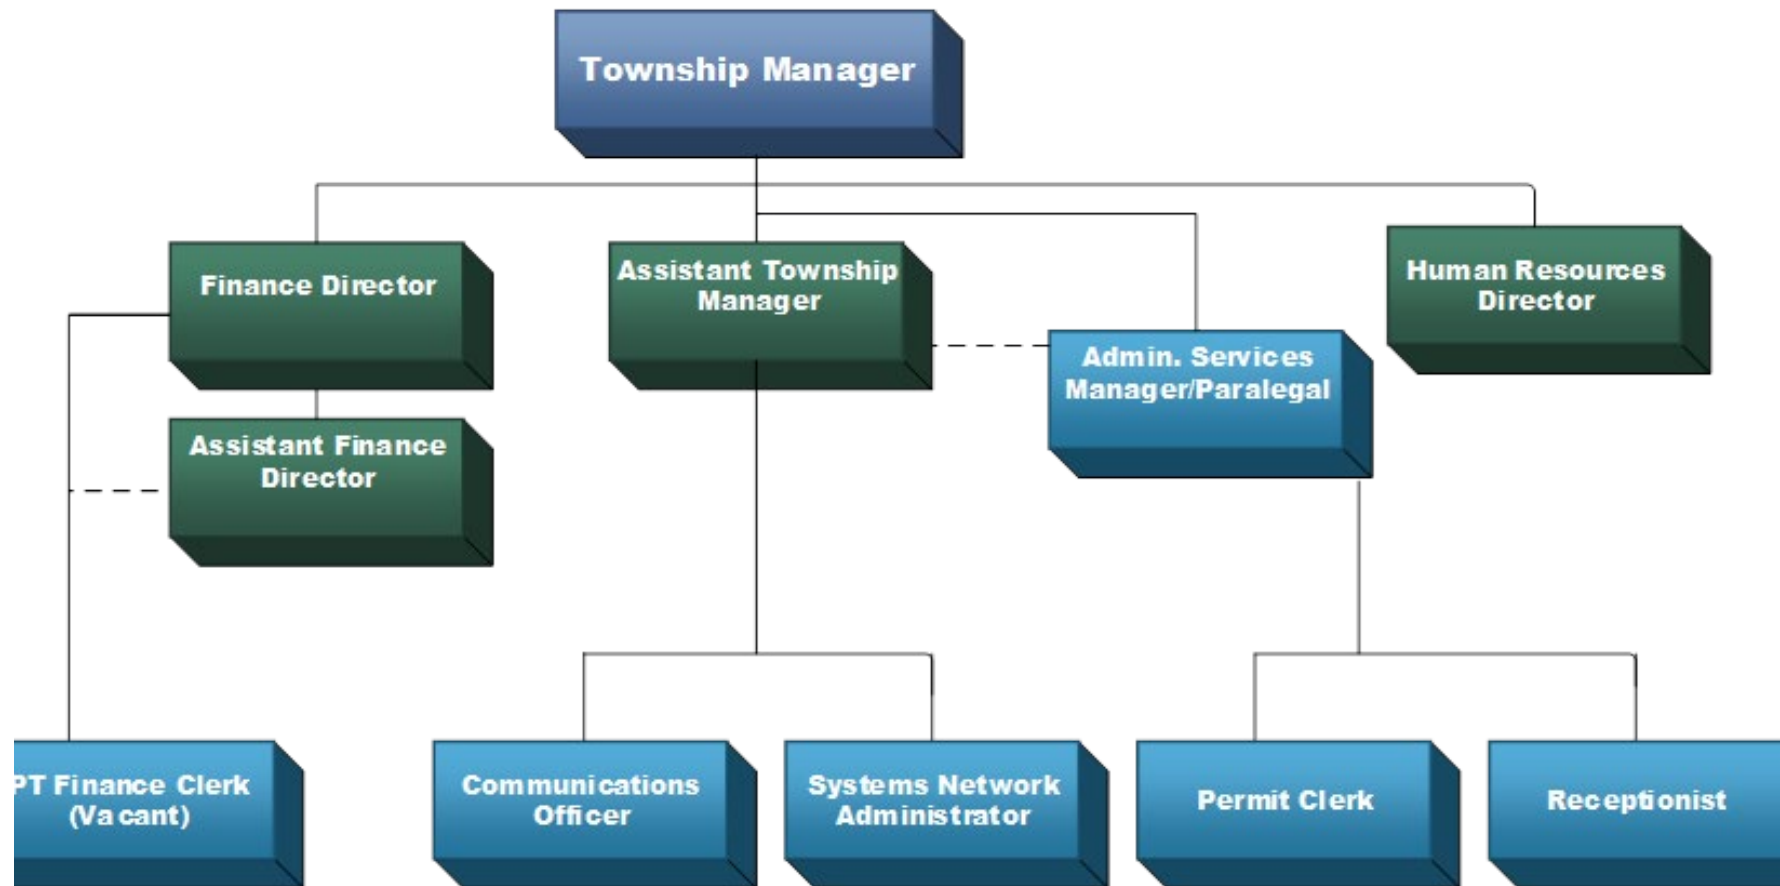 Township Manager
Finance Director
Assistant Township
Manager
Human Resources
Director
Admin. Services
Manager/Paralegal
Assistant Finance
Director
PT Finance Clerk
(Vacant)
Communications
Officer
Systems Network
Administrator
Permit Clerk
Receptionist